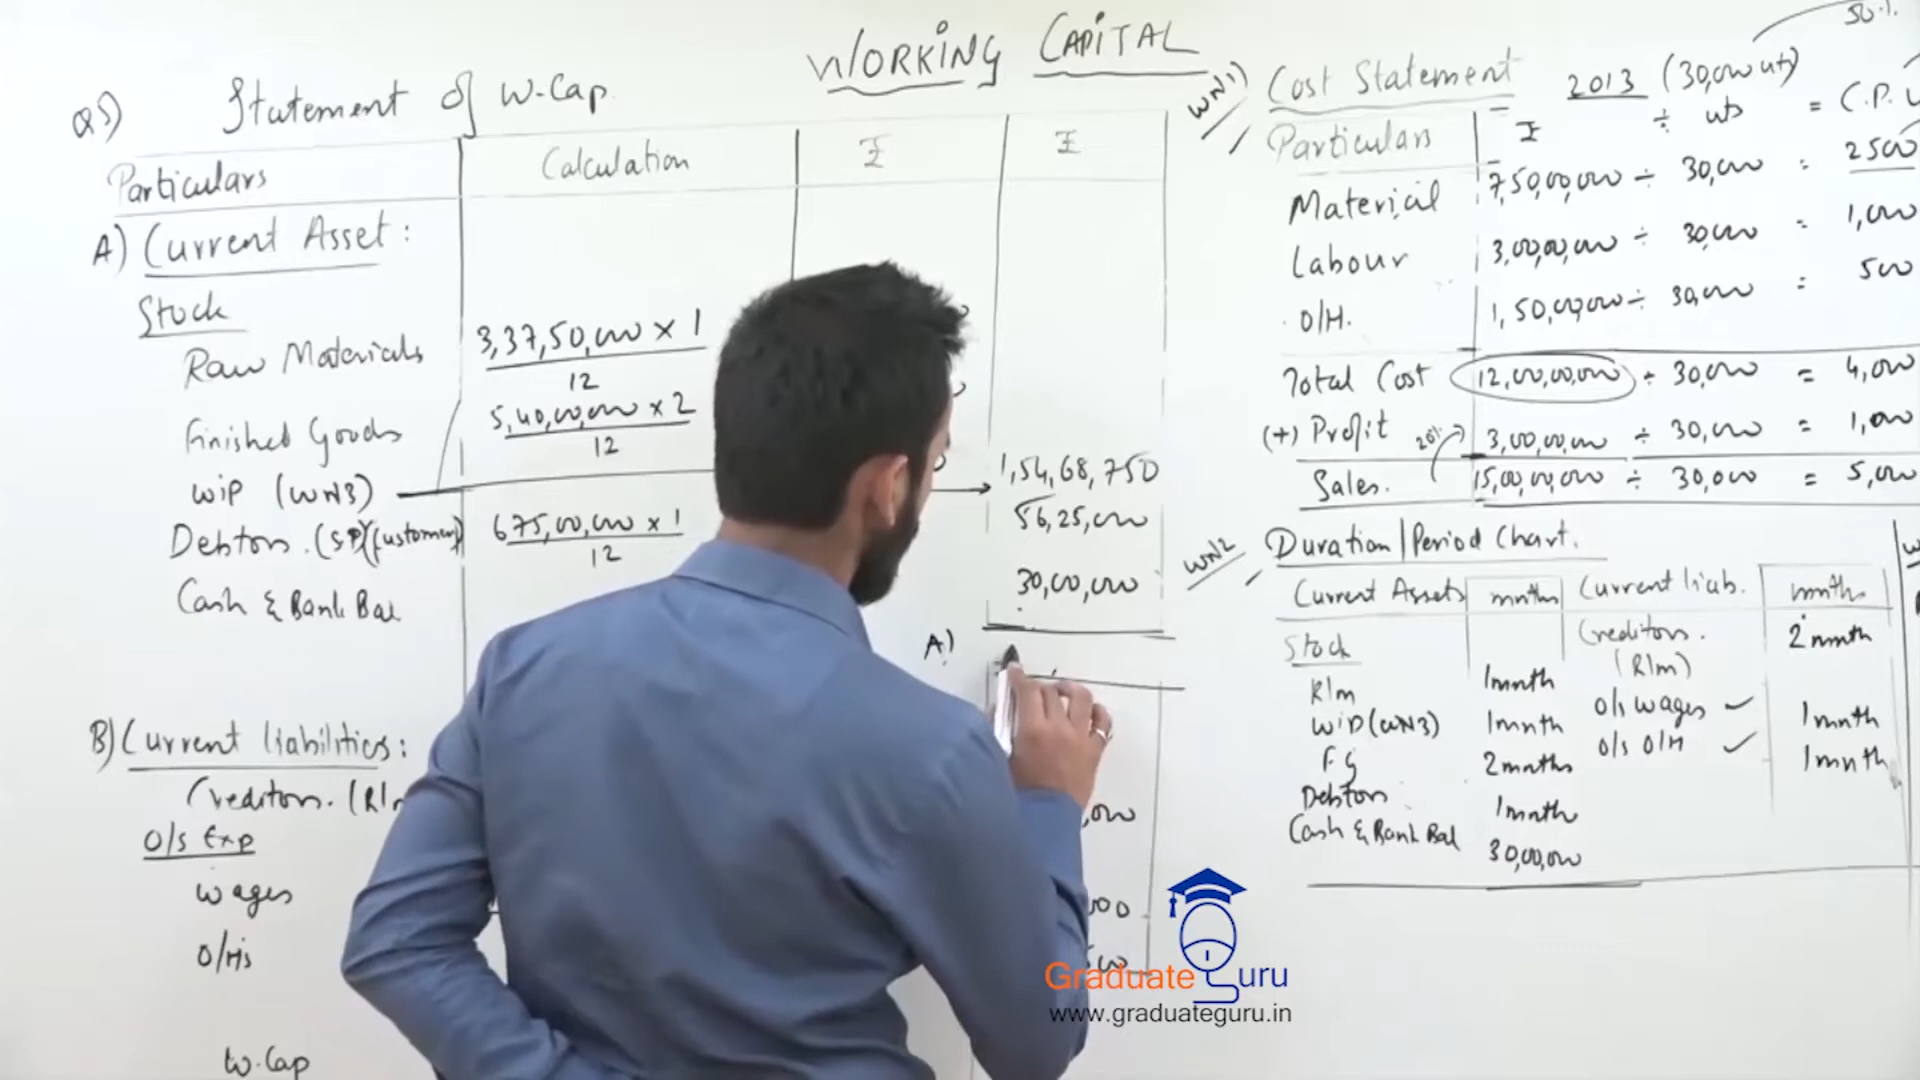 WORKING CAPITAL
Q5) Statement of W.Cap.
Particulars Calculation ₹ ₹
A) Current Asset:
Stock
Raw Materials 3,37,50,000 × 1
12
Finished Goods 5,40,00,000 × 2
12
WIP (WN3) 1,54,68,750
Debtors. (S.P)(Customers) 675,00,000 × 1 56,25,000
12
Cash & Bank Bal 30,00,000
A)
B) Current liabilities:
Creditors.
O/s Exp
wages
O/Hs
W.Cap
WN1) Cost Statement 2013 (30,000 uts) 50%
Particulars ₹ ÷ uts = C.P.
Material 7,50,00,000 ÷ 30,000 = 2500
Labour 3,00,00,000 ÷ 30,000 = 1,000
O/H. 1,50,00,000 ÷ 30,000 = 500
Total Cost 12,00,00,000 ÷ 30,000 = 4,000
(+) Profit 20% 3,00,00,000 ÷ 30,000 = 1,000
Sales. 15,00,00,000 ÷ 30,000 = 5,000
WN2 Duration/Period Chart.
Current Assets mnths Current liab. mnths
Stock Creditors. 2 mnth
R/m 1 mnth (R/m)
WIP (WN3) 1 mnth O/s wages ✓ 1 mnth
F G 2 mnths O/s O/H ✓ 1 mnth
Debtors 1 mnth
Cash & Bank Bal 30,00,000
Graduate Guru
www.graduateguru.in